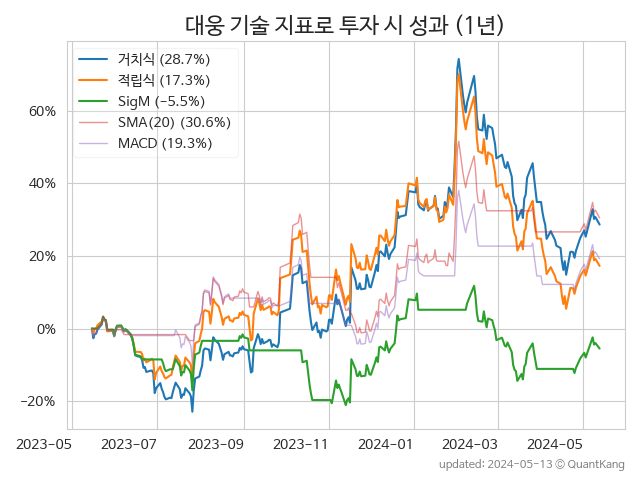 대웅 기술 지표로 투자 시 성과 (1년)
거치식 (28.7%)
적립식 (17.3%)
SigM (−5.5%)
SMA(20) (30.6%)
MACD (19.3%)
60%
40%
20%
0%
−20%
2023-05 2023-07 2023-09 2023-11 2024-01 2024-03 2024-05
updated: 2024-05-13 © QuantKang